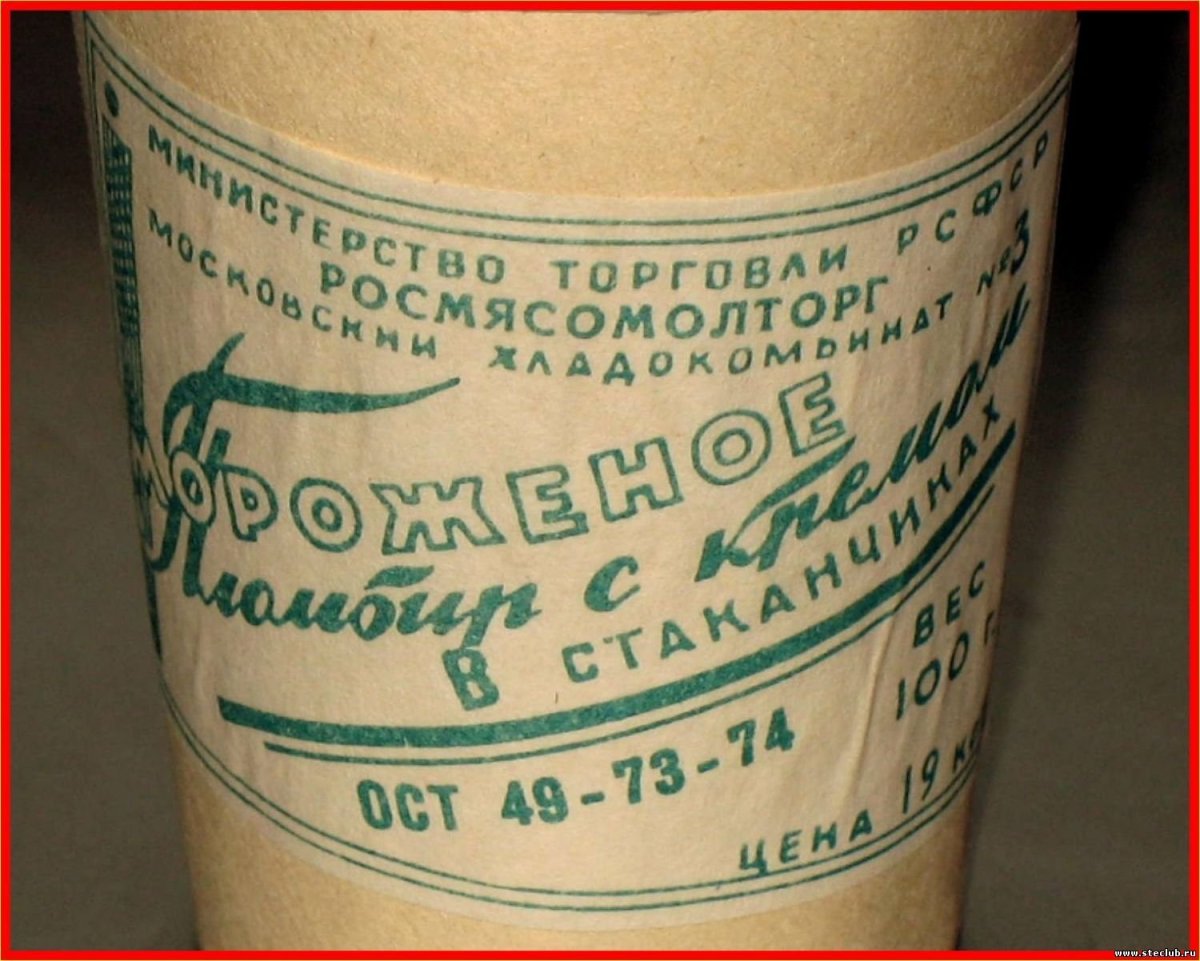 МИНИСТЕРСТВО ТОРГОВЛИ РСФСР
РОСМЯСОМОЛТОРГ
МОСКОВСКИЙ ХЛАДОКОМБИНАТ №3
МОРОЖЕНОЕ
Пломбир с кремом
В СТАКАНЧИКАХ
ВЕС
100 г.
ОСТ 49-73-74
ЦЕНА 19 ко
www.steclub.ru